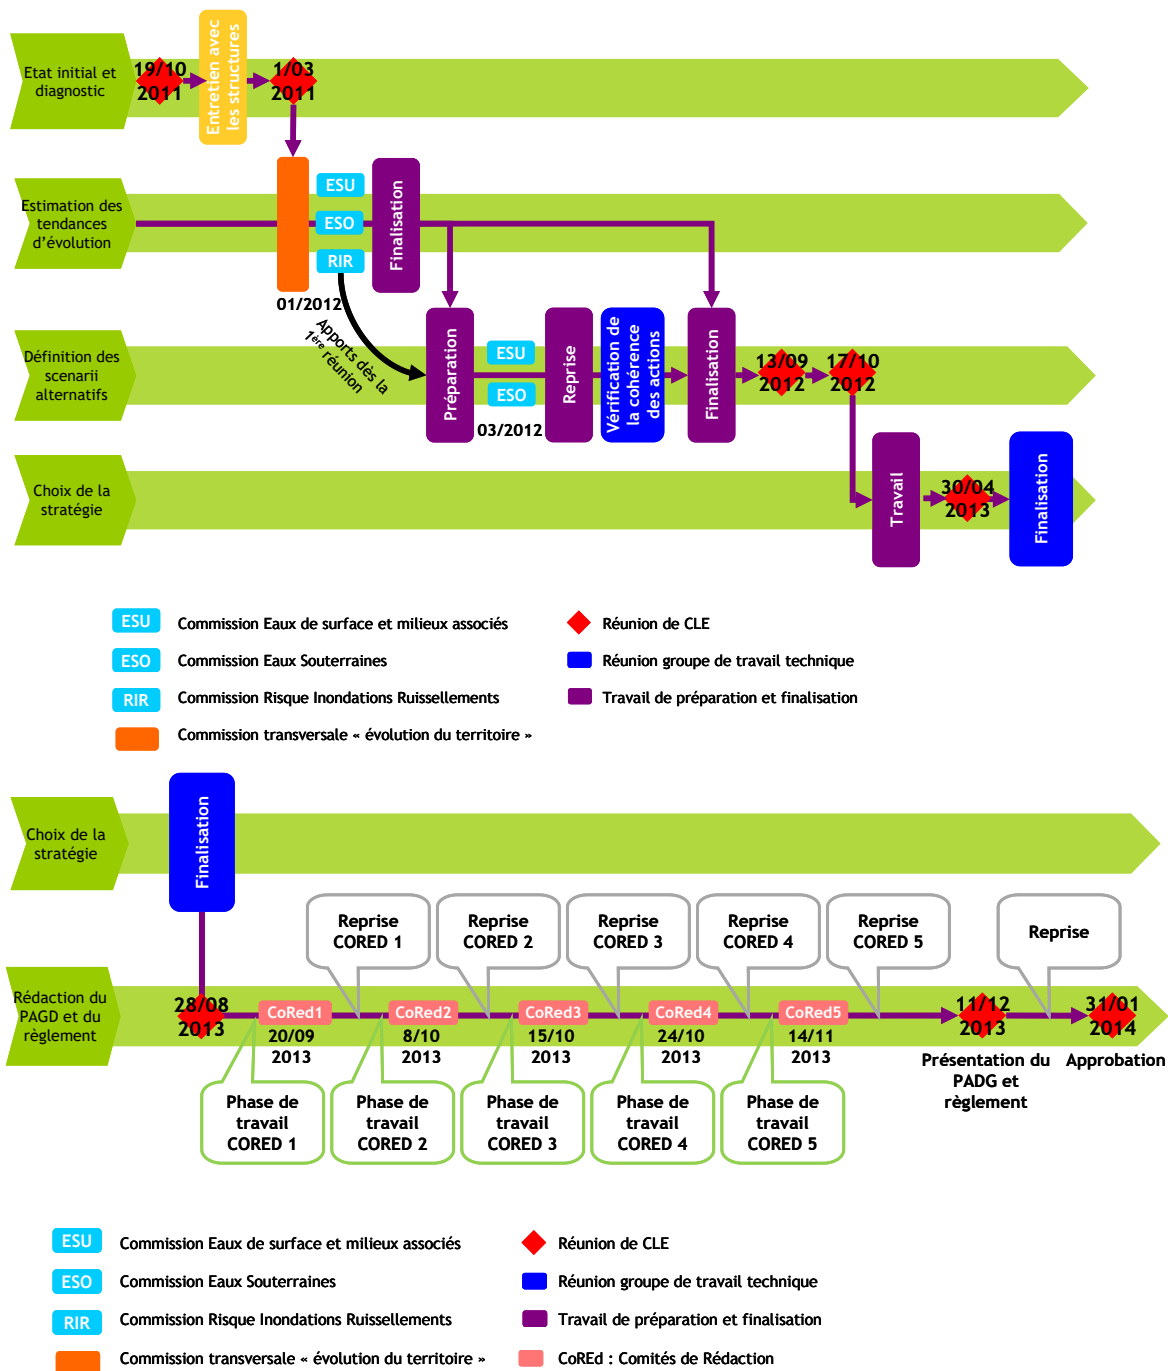 Etat initial et
diagnostic
19/10
2011
Entretien avec
les structures
1/03
2011
Estimation des
tendances
d’évolution
ESU
ESO
RIR
Finalisation
01/2012
Apports dès la
1ère réunion
Définition des
scenarii
alternatifs
Préparation
ESU
ESO
03/2012
Reprise
Vérification de
la cohérence
des actions
Finalisation
13/09
2012
17/10
2012
Choix de la
stratégie
Travail
30/04
2013
Finalisation
ESU
Commission Eaux de surface et milieux associés
Réunion de CLE
ESO
Commission Eaux Souterraines
Réunion groupe de travail technique
RIR
Commission Risque Inondations Ruissellements
Travail de préparation et finalisation
Commission transversale « évolution du territoire »
Choix de la
stratégie
Finalisation
Reprise
CORED 1
Reprise
CORED 2
Reprise
CORED 3
Reprise
CORED 4
Reprise
CORED 5
Reprise
Rédaction du
PAGD et du
règlement
28/08
2013
CoRed1
20/09
2013
CoRed2
8/10
2013
CoRed3
15/10
2013
CoRed4
24/10
2013
CoRed5
14/11
2013
11/12
2013
Présentation du
PADG et
règlement
31/01
2014
Approbation
Phase de
travail
CORED 1
Phase de
travail
CORED 2
Phase de
travail
CORED 3
Phase de
travail
CORED 4
Phase de
travail
CORED 5
ESU
Commission Eaux de surface et milieux associés
Réunion de CLE
ESO
Commission Eaux Souterraines
Réunion groupe de travail technique
RIR
Commission Risque Inondations Ruissellements
Travail de préparation et finalisation
Commission transversale « évolution du territoire »
CoREd : Comités de Rédaction